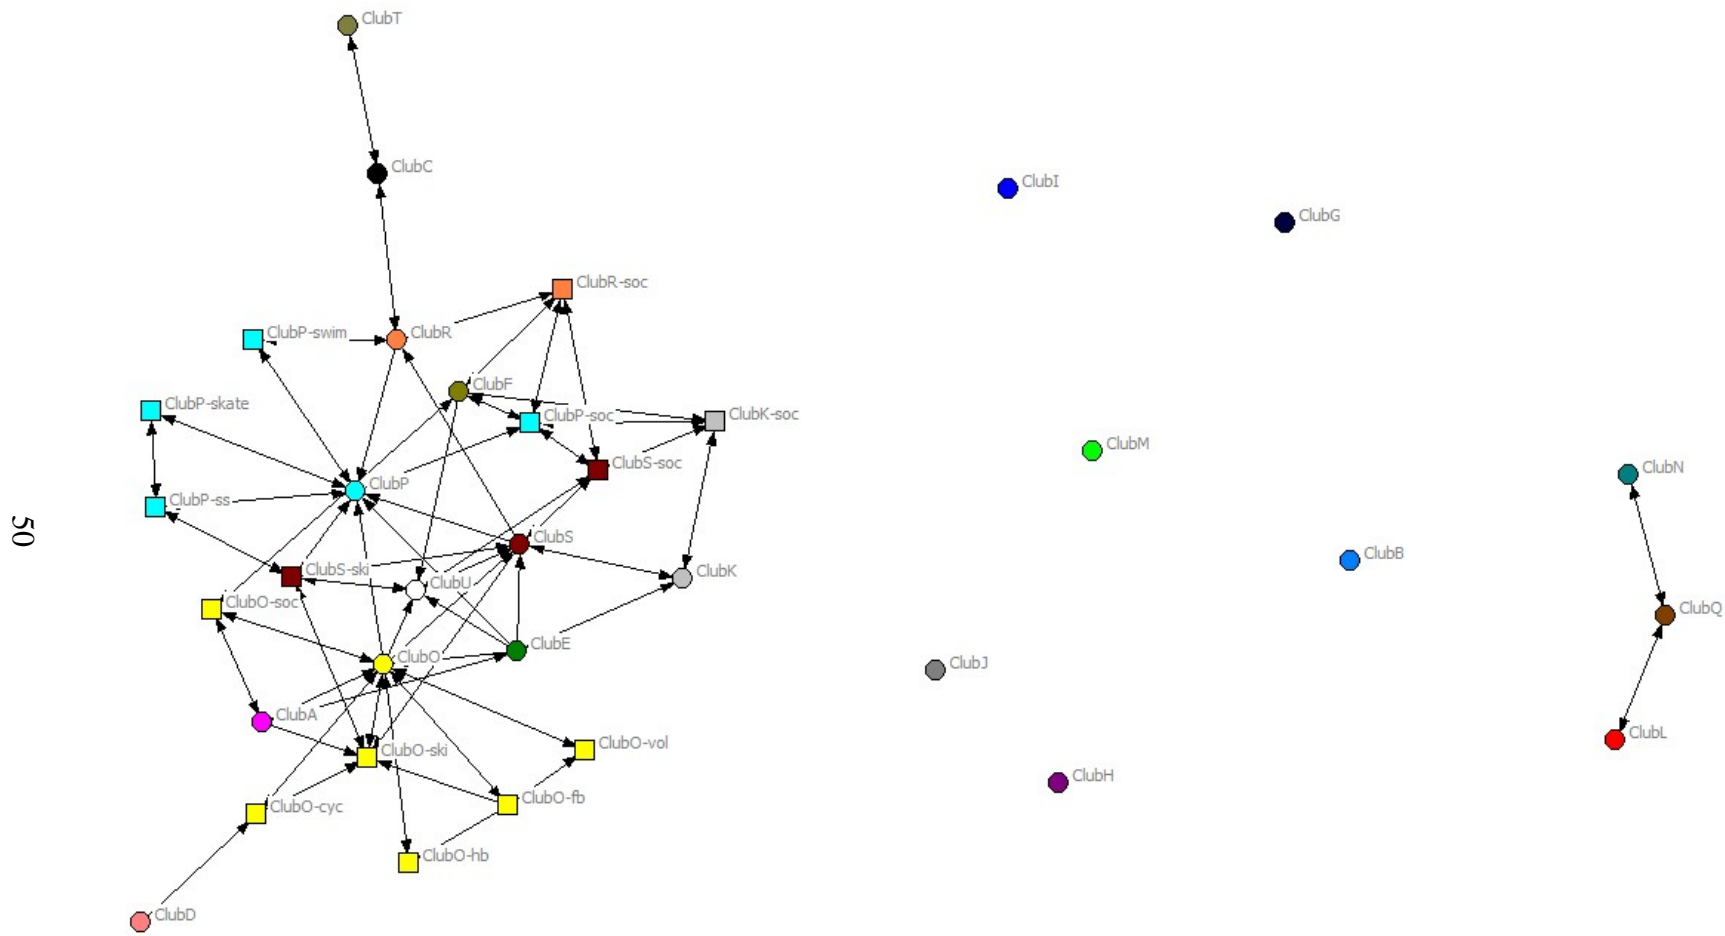 ClubT
ClubC
ClubI
ClubG
ClubR-soc
ClubP-swim
ClubR
ClubF
ClubP-skate
ClubP-soc
ClubK-soc
ClubM
ClubS-soc
ClubN
ClubP
ClubP-ss
50
ClubS
ClubB
ClubS-ski
ClubK
ClubU
ClubO-soc
ClubQ
ClubE
ClubO
ClubJ
ClubA
ClubL
ClubO-vol
ClubO-ski
ClubH
ClubO-fb
ClubO-cyc
ClubO-hb
ClubD